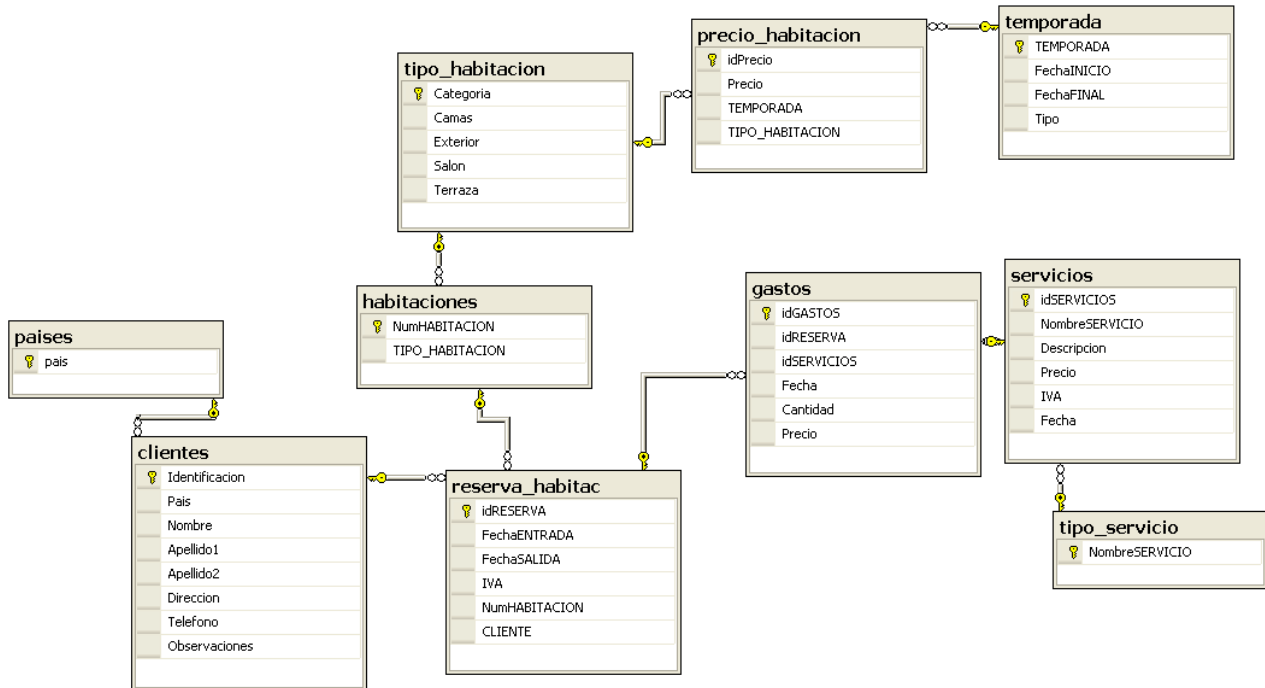 temporada
TEMPORADA
FechaINICIO
FechaFINAL
Tipo
precio_habitacion
idPrecio
Precio
TEMPORADA
TIPO_HABITACION
tipo_habitacion
Categoria
Camas
Exterior
Salon
Terraza
habitaciones
NumHABITACION
TIPO_HABITACION
gastos
idGASTOS
idRESERVA
idSERVICIOS
Fecha
Cantidad
Precio
servicios
idSERVICIOS
NombreSERVICIO
Descripcion
Precio
IVA
Fecha
paises
pais
clientes
Identificacion
Pais
Nombre
Apellido1
Apellido2
Direccion
Telefono
Observaciones
reserva_habitac
idRESERVA
FechaENTRADA
FechaSALIDA
IVA
NumHABITACION
CLIENTE
tipo_servicio
NombreSERVICIO